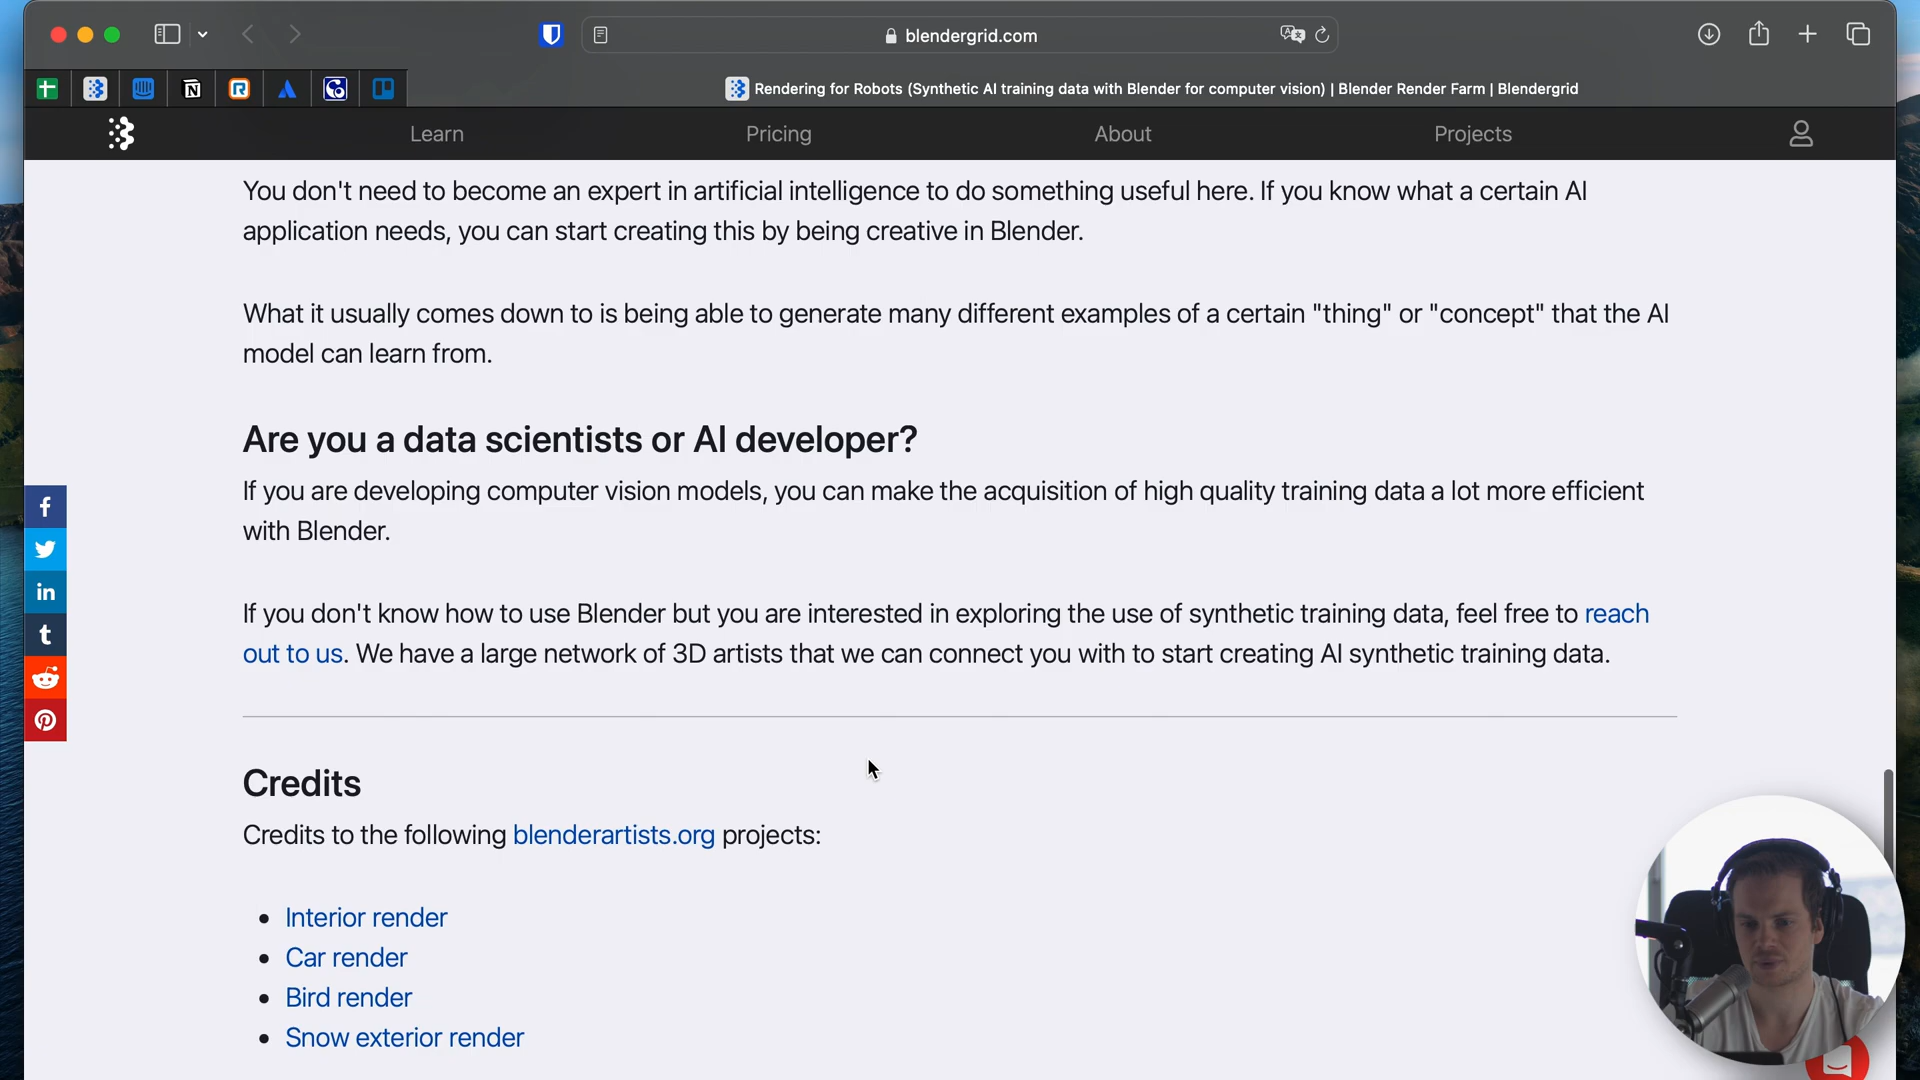 blendergrid.com
Rendering for Robots (Synthetic AI training data with Blender for computer vision) | Blender Render Farm | Blendergrid
Learn
Pricing
About
Projects
You don't need to become an expert in artificial intelligence to do something useful here. If you know what a certain AI
application needs, you can start creating this by being creative in Blender.
What it usually comes down to is being able to generate many different examples of a certain "thing" or "concept" that the AI
model can learn from.
Are you a data scientists or AI developer?
If you are developing computer vision models, you can make the acquisition of high quality training data a lot more efficient
with Blender.
If you don't know how to use Blender but you are interested in exploring the use of synthetic training data, feel free to reach
out to us. We have a large network of 3D artists that we can connect you with to start creating AI synthetic training data.
Credits
Credits to the following blenderartists.org projects:
• Interior render
• Car render
• Bird render
• Snow exterior render